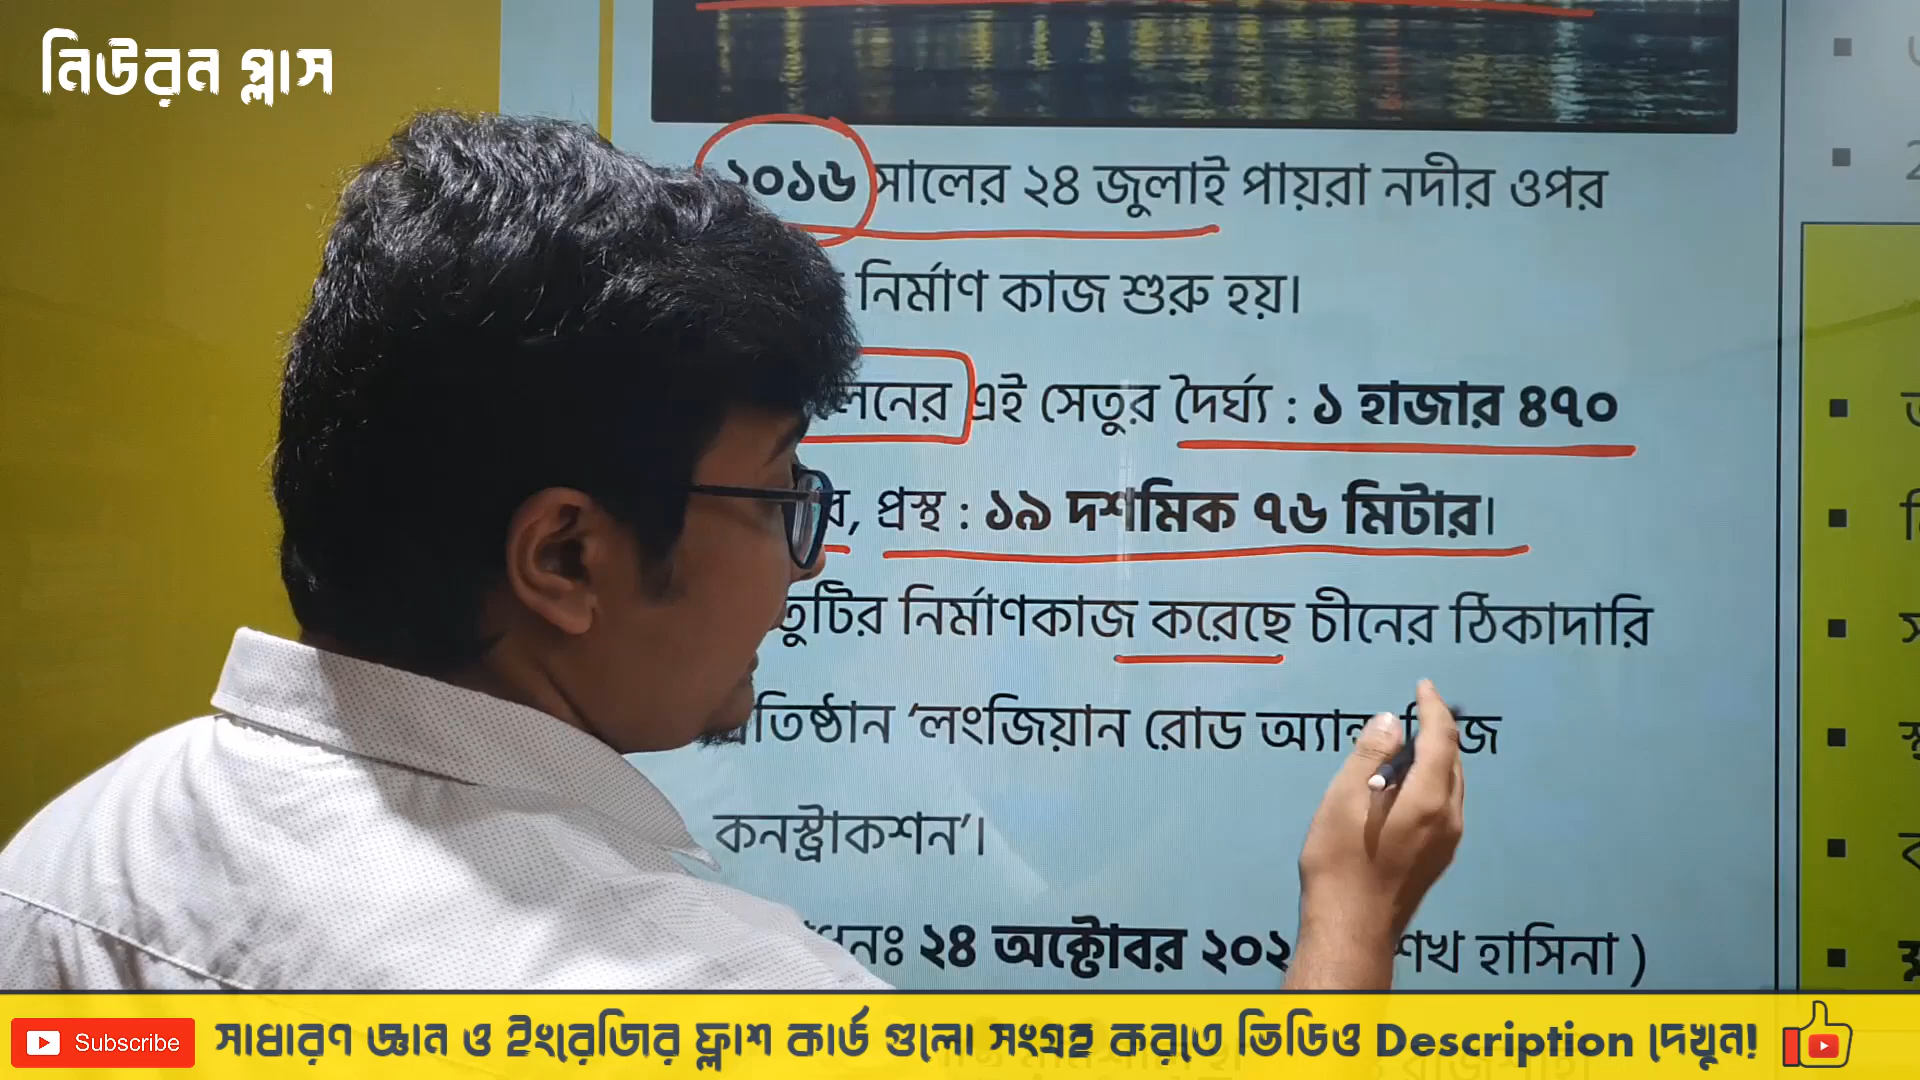 নিউরন প্লাস
২০১৬ সালের ২৪ জুলাই পায়রা নদীর ওপর
নির্মাণ কাজ শুরু হয়।
এই সেতুর দৈর্ঘ্য : ১ হাজার ৪৭০
প্রস্থ : ১৯ দশমিক ৭৬ মিটার।
নির্মাণকাজ করেছে চীনের ঠিকাদারি
‘লংজিয়ান রোড
কনস্ট্রাকশন’।
২৪ অক্টোবর হাসিনা )
Subscribe
সাধারণ জ্ঞান ও ইংরেজির ফ্লাশ কার্ড গুলো সংগ্রহ করতে ভিডিও Description দেখুন!